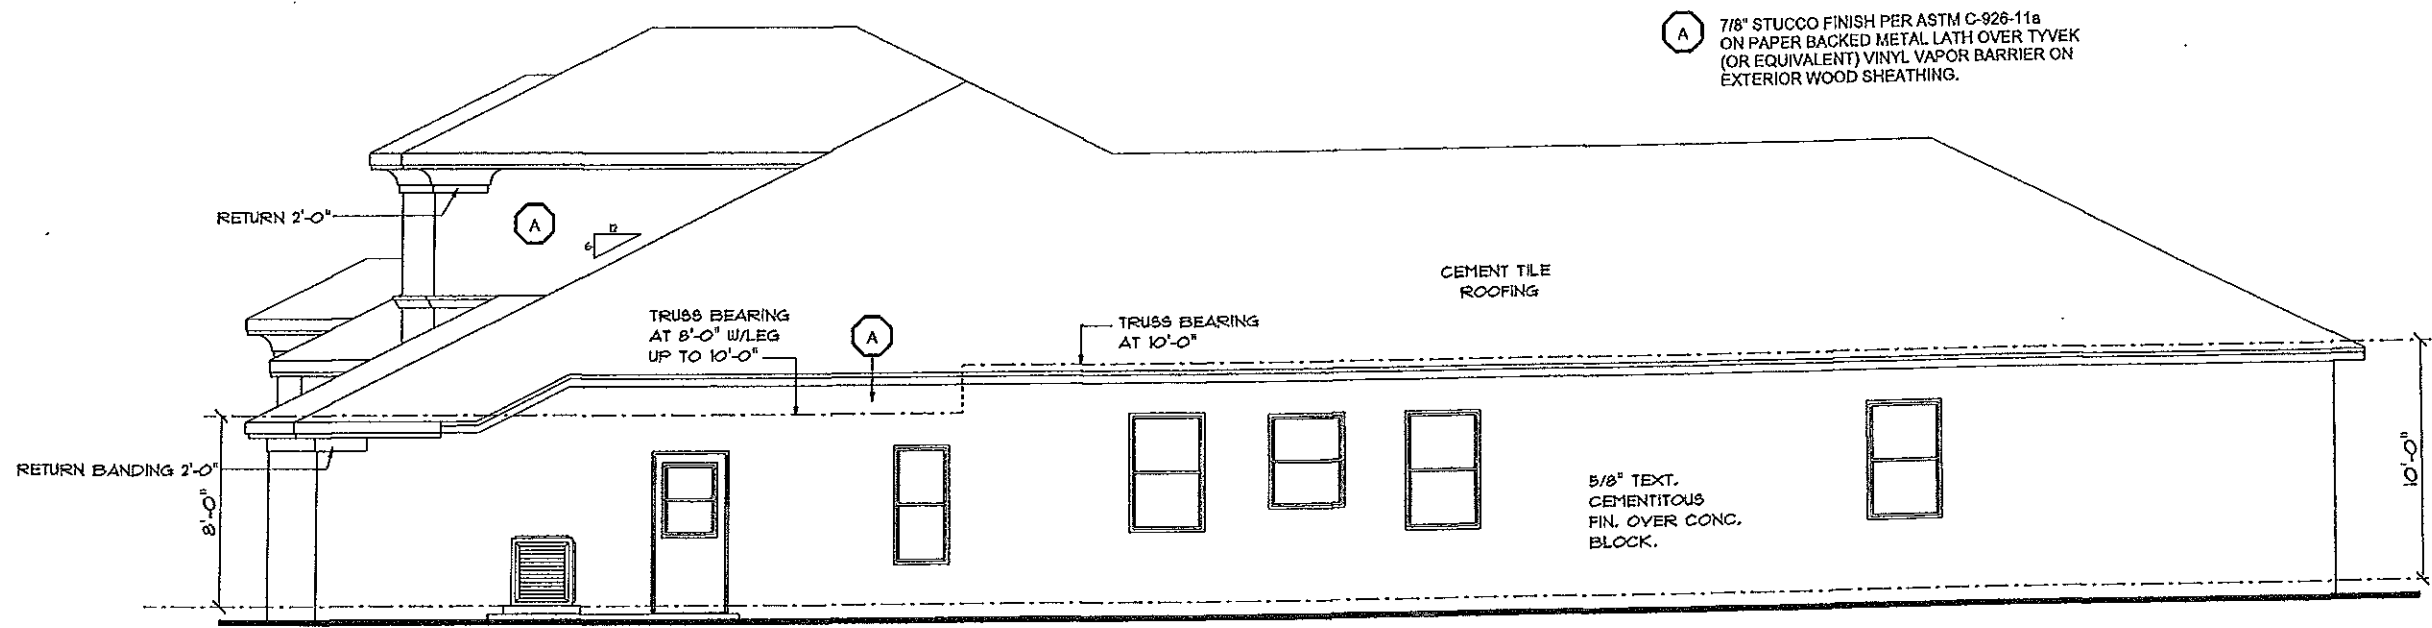 A
7/8" STUCCO FINISH PER ASTM C-926-11a
ON PAPER BACKED METAL LATH OVER TYVEK
(OR EQUIVALENT) VINYL VAPOR BARRIER ON
EXTERIOR WOOD SHEATHING.
RETURN 2'-0"
A
12
6
CEMENT TILE
ROOFING
TRUSS BEARING
AT 8'-0" W/LEG
UP TO 10'-0"
A
TRUSS BEARING
AT 10'-0"
RETURN BANDING 2'-0"
8'-0"
5/8" TEXT.
CEMENTITOUS
FIN. OVER CONC.
BLOCK.
10'-0"